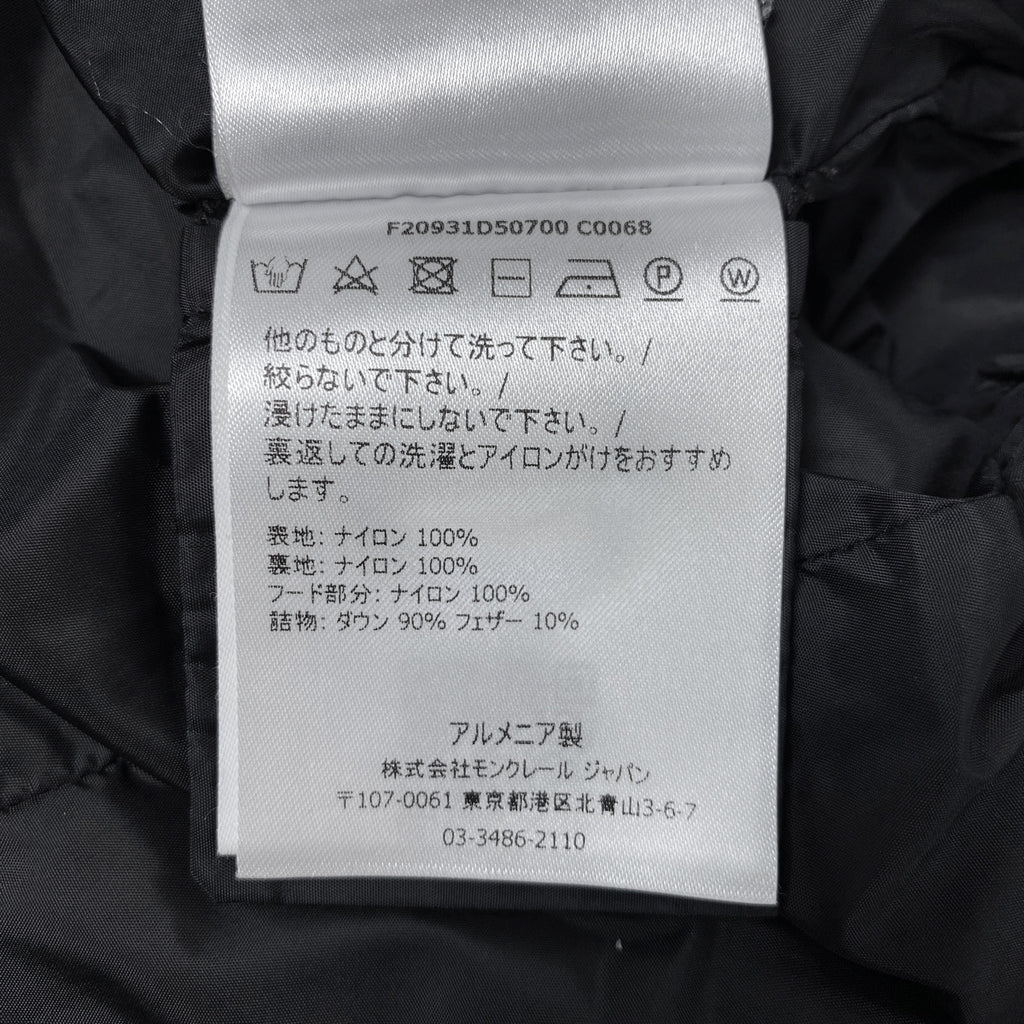 F20931D50700 C0068
P W
他のものと分けて洗って下さい。/
絞らないで下さい。/
浸けたままにしないで下さい。/
裏返しての洗濯とアイロンがけをおすすめ
します。
表地: ナイロン 100%
裏地: ナイロン 100%
フード部分: ナイロン 100%
詰物: ダウン 90% フェザー 10%
アルメニア製
株式会社モンクレール ジャパン
〒107-0061 東京都港区北青山3-6-7
03-3486-2110